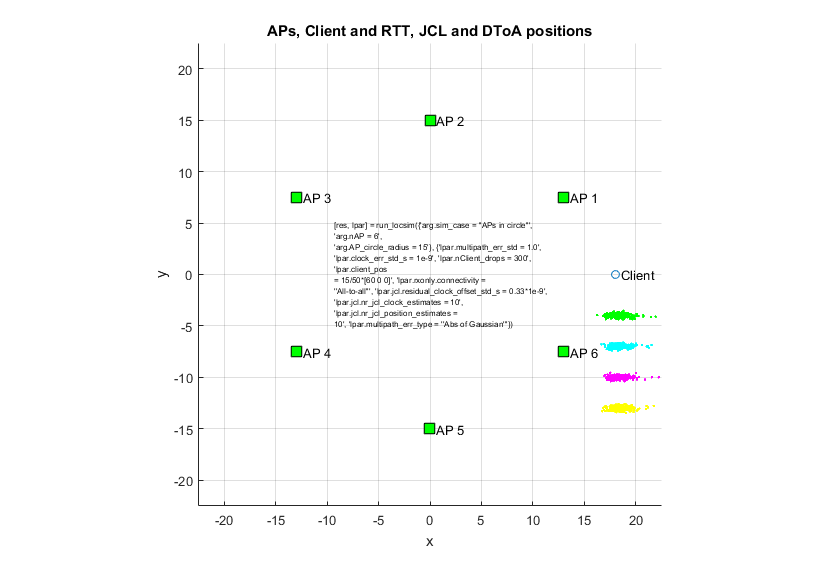 APs, Client and RTT, JCL and DToA positions
20
15
AP 2
10
AP 3
AP 1
5
[res, lpar] = run_locsim({'arg.sim_case = "APs in circle"',
'arg.nAP = 6',
'arg.AP_circle_radius = 15'}, {'lpar.multipath_err_std = 1.0',
'lpar.clock_err_std_s = 1e-9', 'lpar.nClient_drops = 300',
'lpar.client_pos
= 15/50*[60 0 0]', 'lpar.rxonly.connectivity =
"All-to-all"', 'lpar.jcl.residual_clock_offset_std_s = 0.33*1e-9',
'lpar.jcl.nr_jcl_clock_estimates = 10',
'lpar.jcl.nr_jcl_position_estimates =
10', 'lpar.multipath_err_type = "Abs of Gaussian"'})
y
0
Client
-5
AP 4
AP 6
-10
-15
AP 5
-20
-20
-15
-10
-5
0
5
10
15
20
x